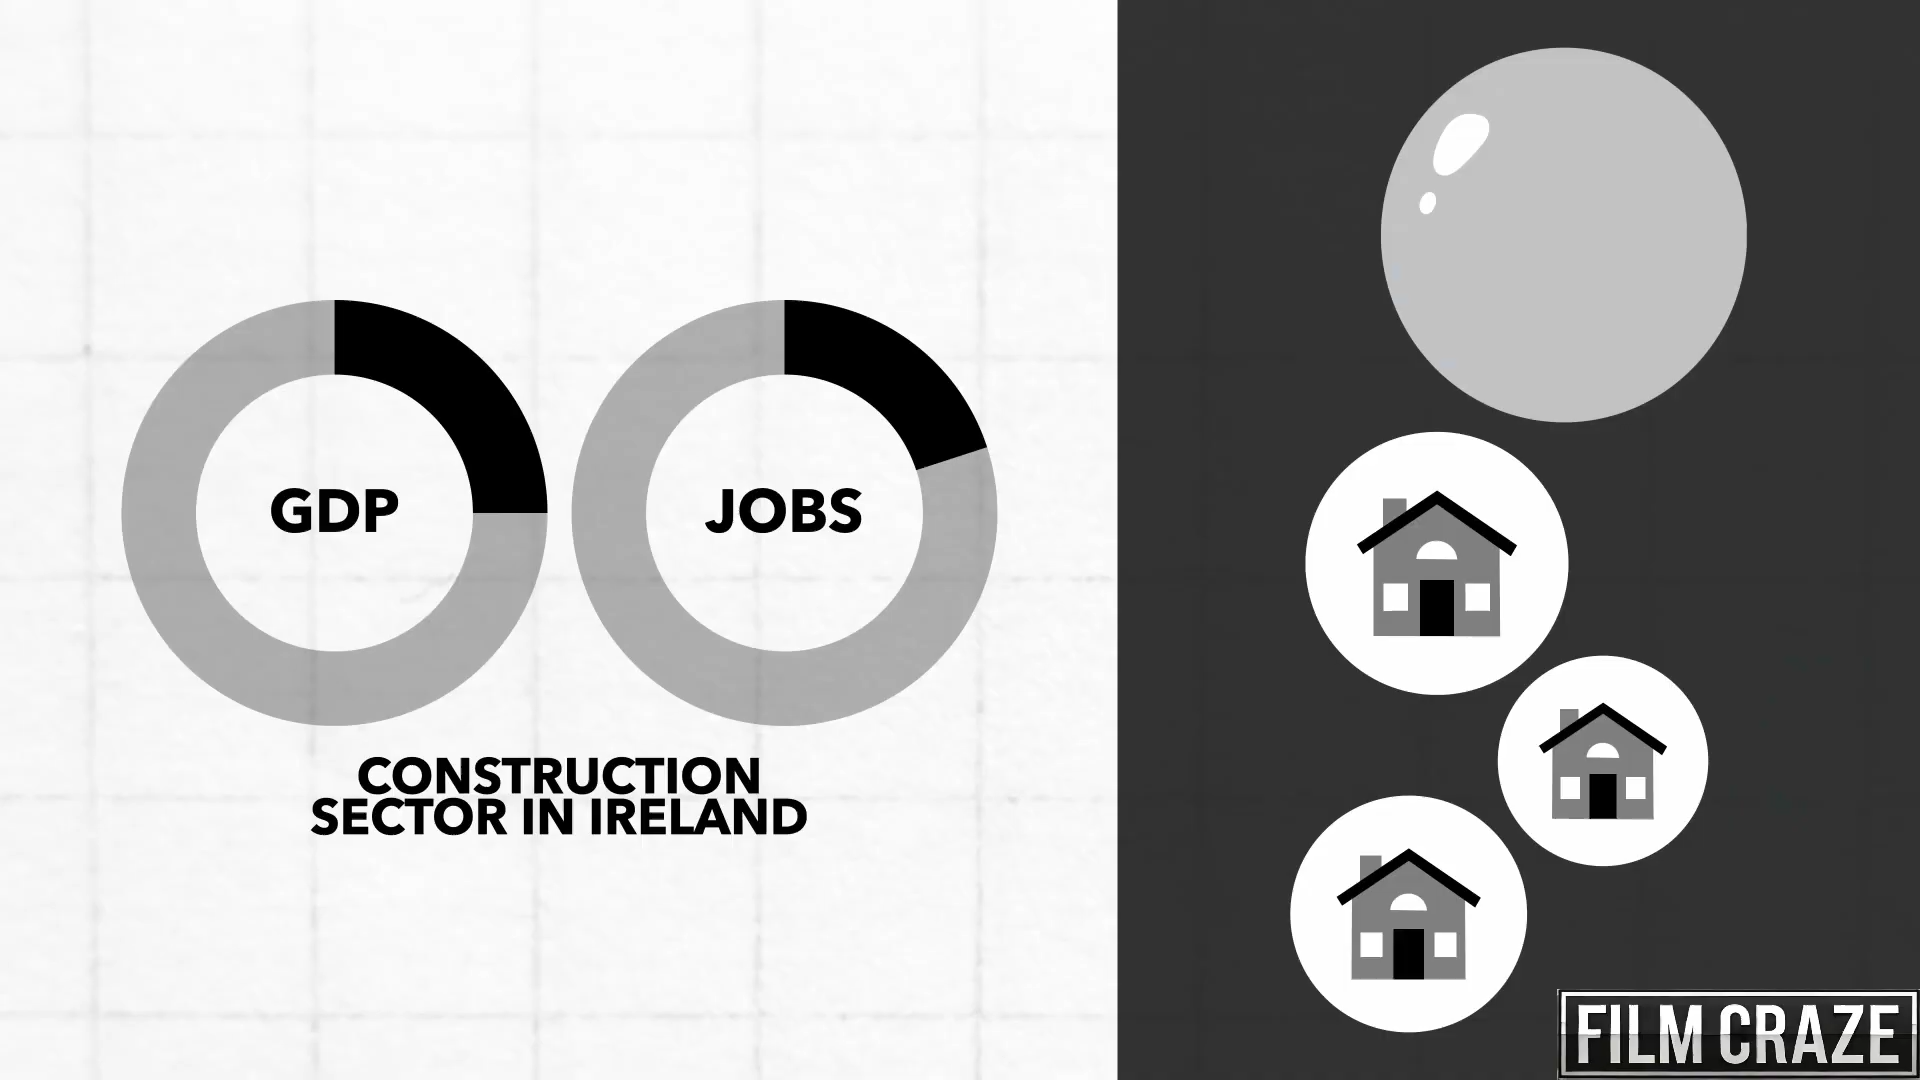 GDP
JOBS
CONSTRUCTION
SECTOR IN IRELAND
FILM CRAZE